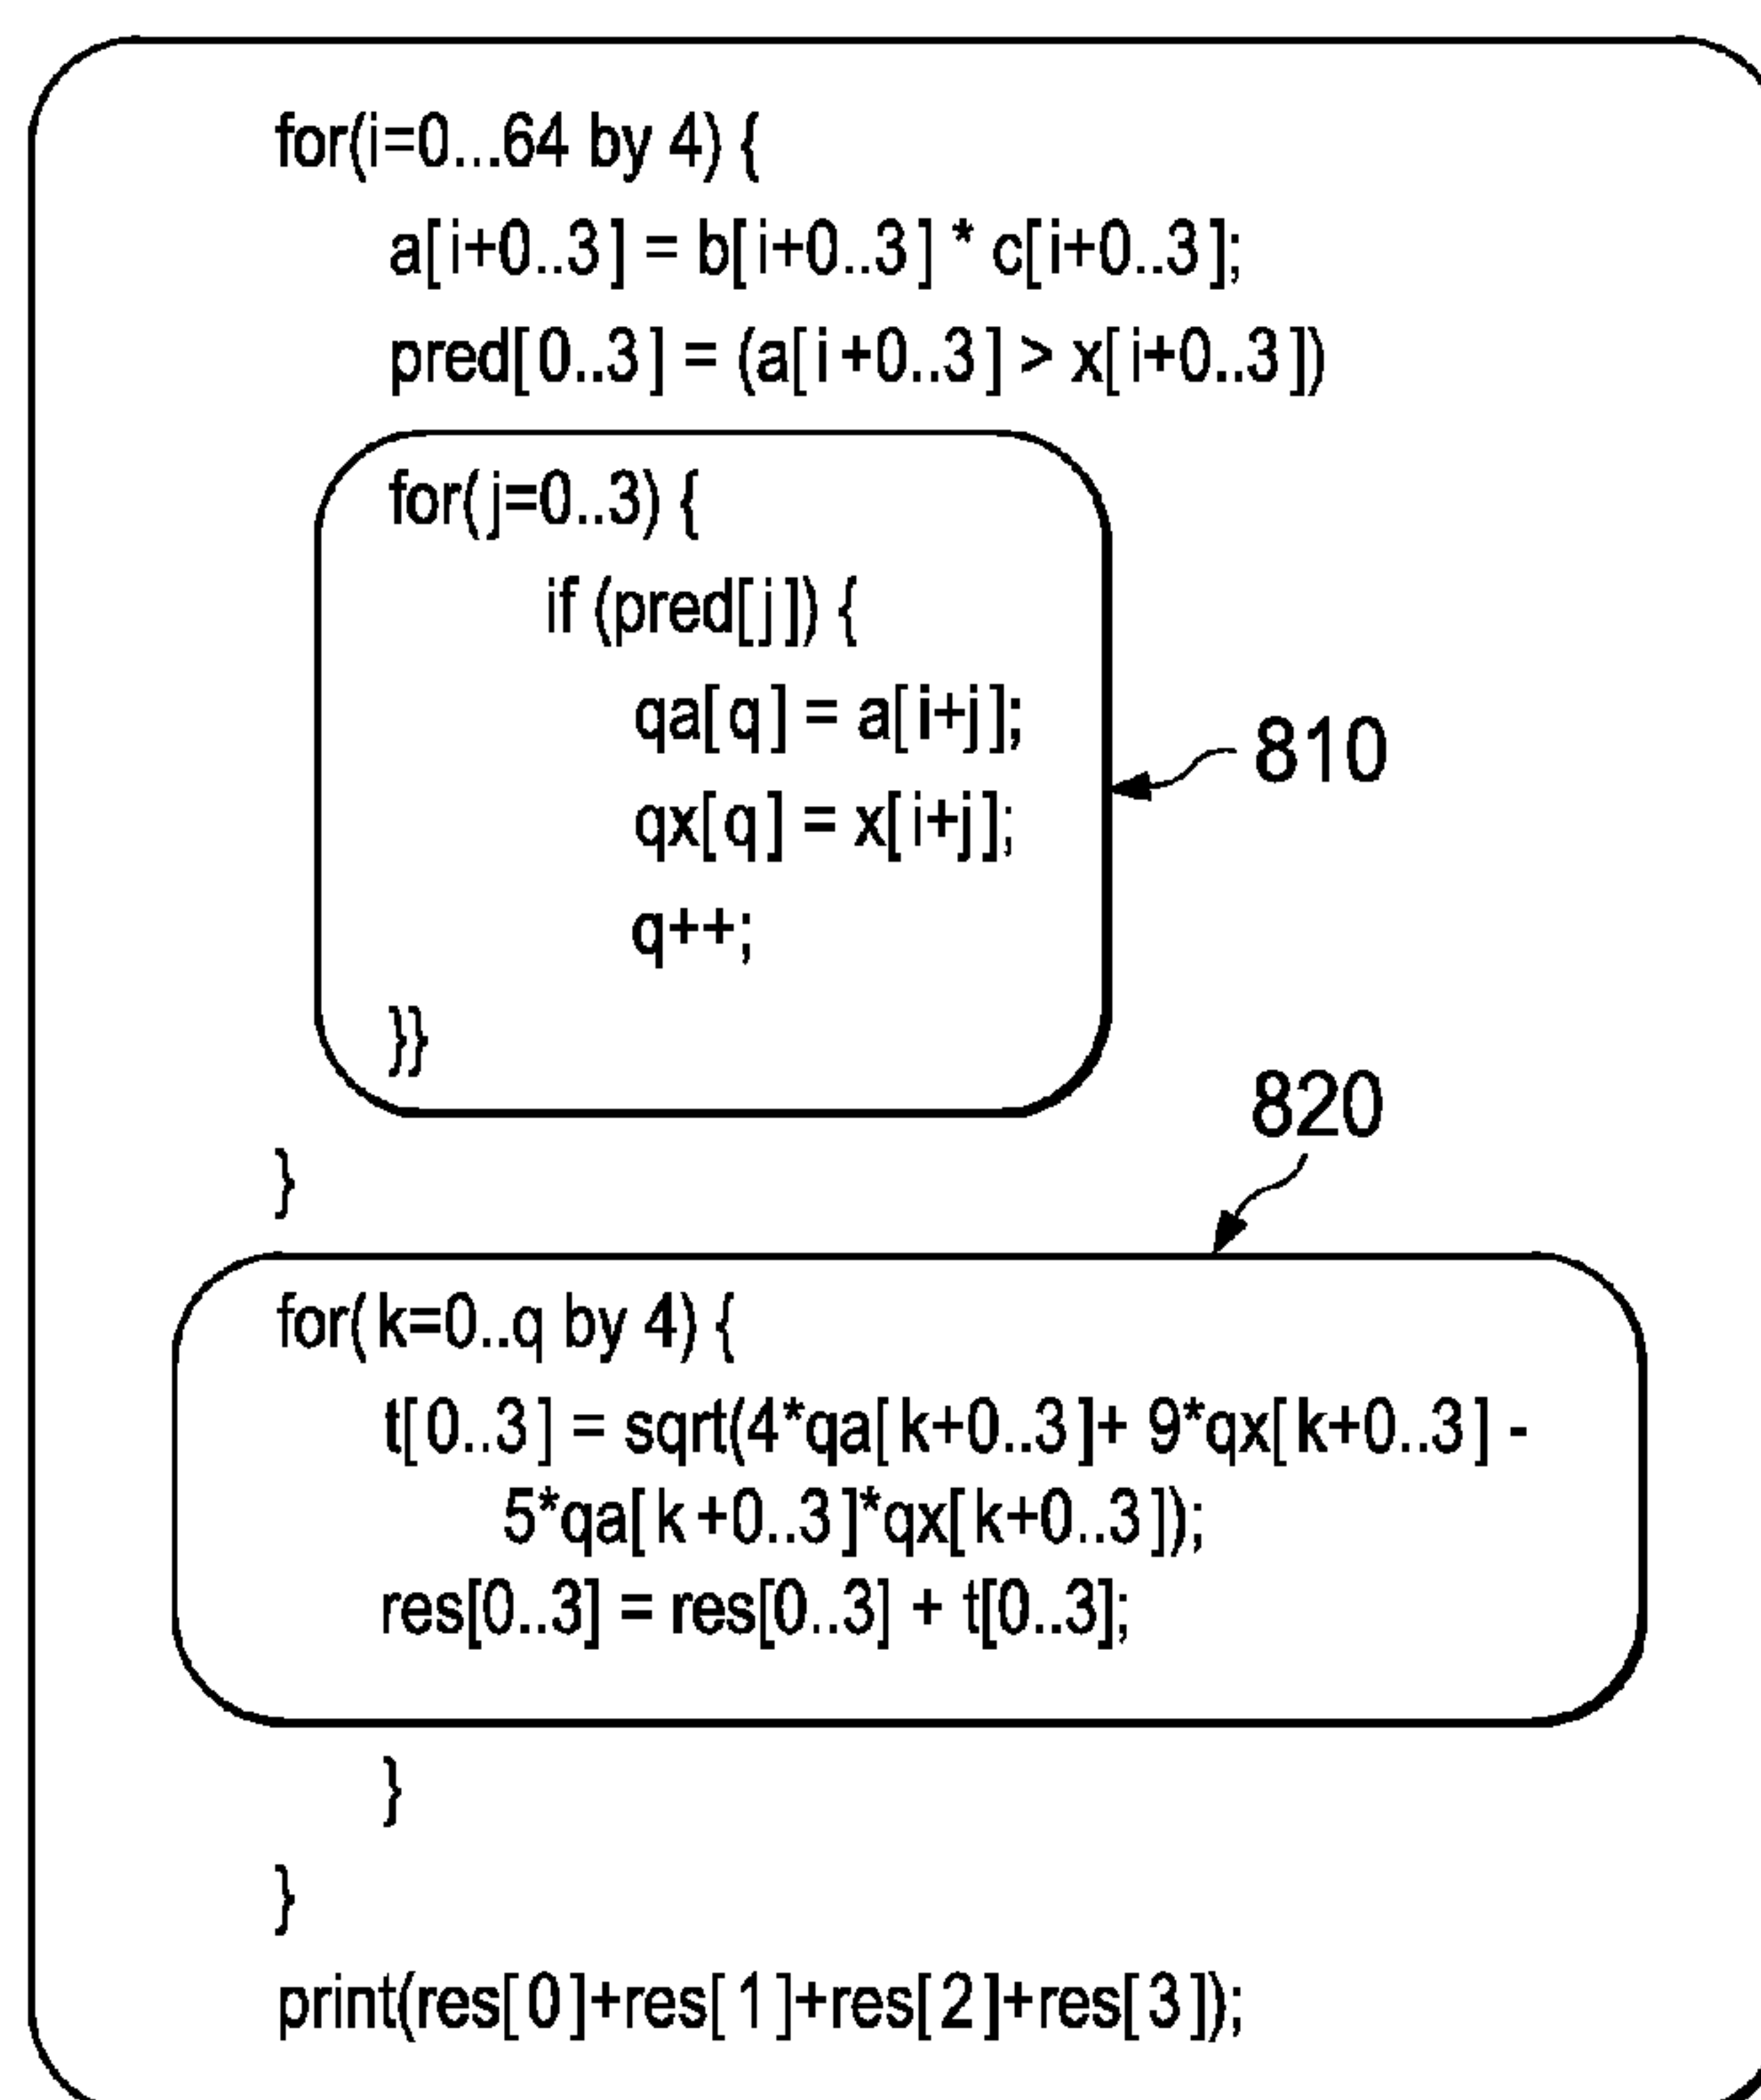 for(i=0...64 by 4) {
a[i+0..3] = b[i+0..3] * c[i+0..3];
pred[0..3] = (a[i+0..3] > x[i+0..3])
for(j=0..3) {
if (pred[j]) {
qa[q] = a[i+j];
810
qx[q] = x[i+j];
q++;
}}
820
}
for(k=0..q by 4) {
t[0..3] = sqrt(4*qa[k+0..3]+ 9*qx[k+0..3] -
5*qa[k+0..3]*qx[k+0..3]);
res[0..3] = res[0..3] + t[0..3];
}
}
print(res[0]+res[1]+res[2]+res[3]);